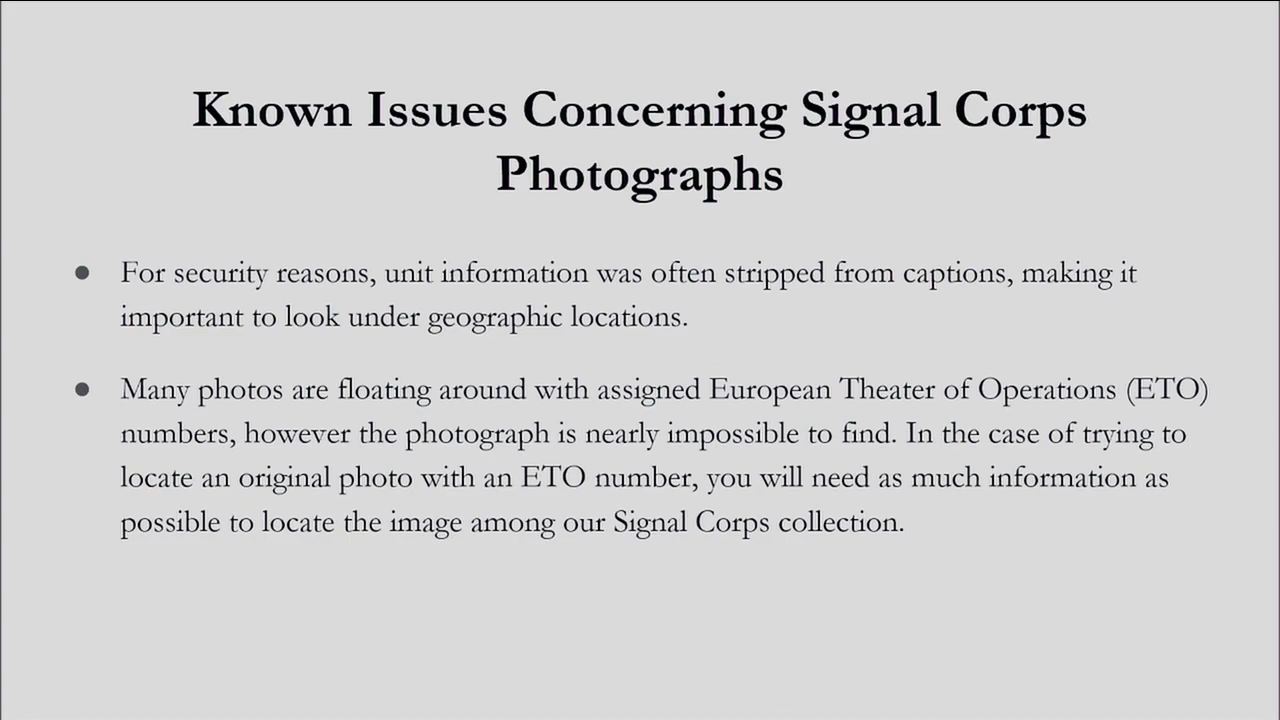 Known Issues Concerning Signal Corps
Photographs
● For security reasons, unit information was often stripped from captions, making it
important to look under geographic locations.
● Many photos are floating around with assigned European Theater of Operations (ETO)
numbers, however the photograph is nearly impossible to find. In the case of trying to
locate an original photo with an ETO number, you will need as much information as
possible to locate the image among our Signal Corps collection.